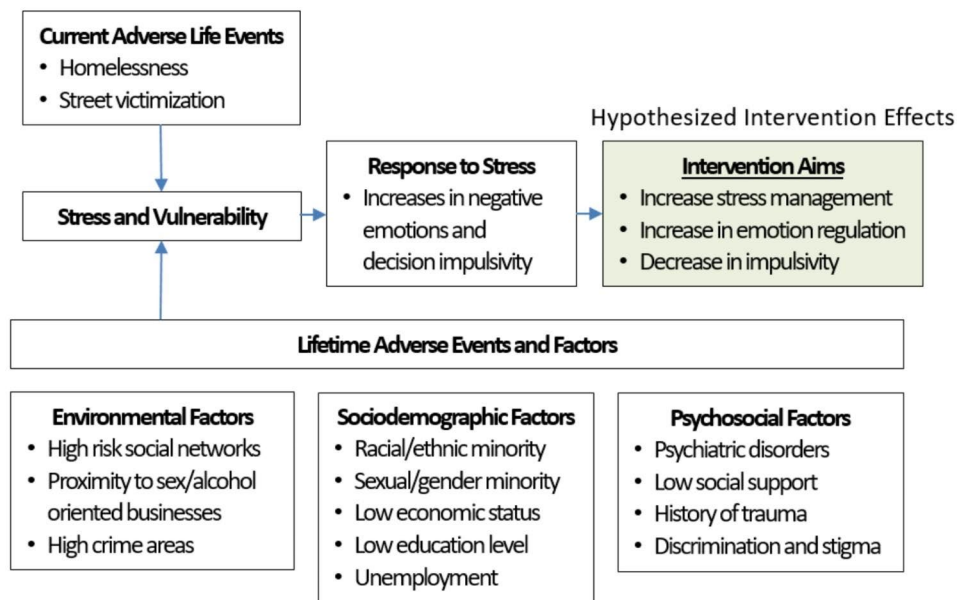 Current Adverse Life Events
• Homelessness
• Street victimization
Hypothesized Intervention Effects
Stress and Vulnerability
Response to Stress
• Increases in negative
emotions and
decision impulsivity
Intervention Aims
• Increase stress management
• Increase in emotion regulation
• Decrease in impulsivity
Lifetime Adverse Events and Factors
Environmental Factors
• High risk social networks
• Proximity to sex/alcohol
oriented businesses
• High crime areas
Sociodemographic Factors
• Racial/ethnic minority
• Sexual/gender minority
• Low economic status
• Low education level
• Unemployment
Psychosocial Factors
• Psychiatric disorders
• Low social support
• History of trauma
• Discrimination and stigma